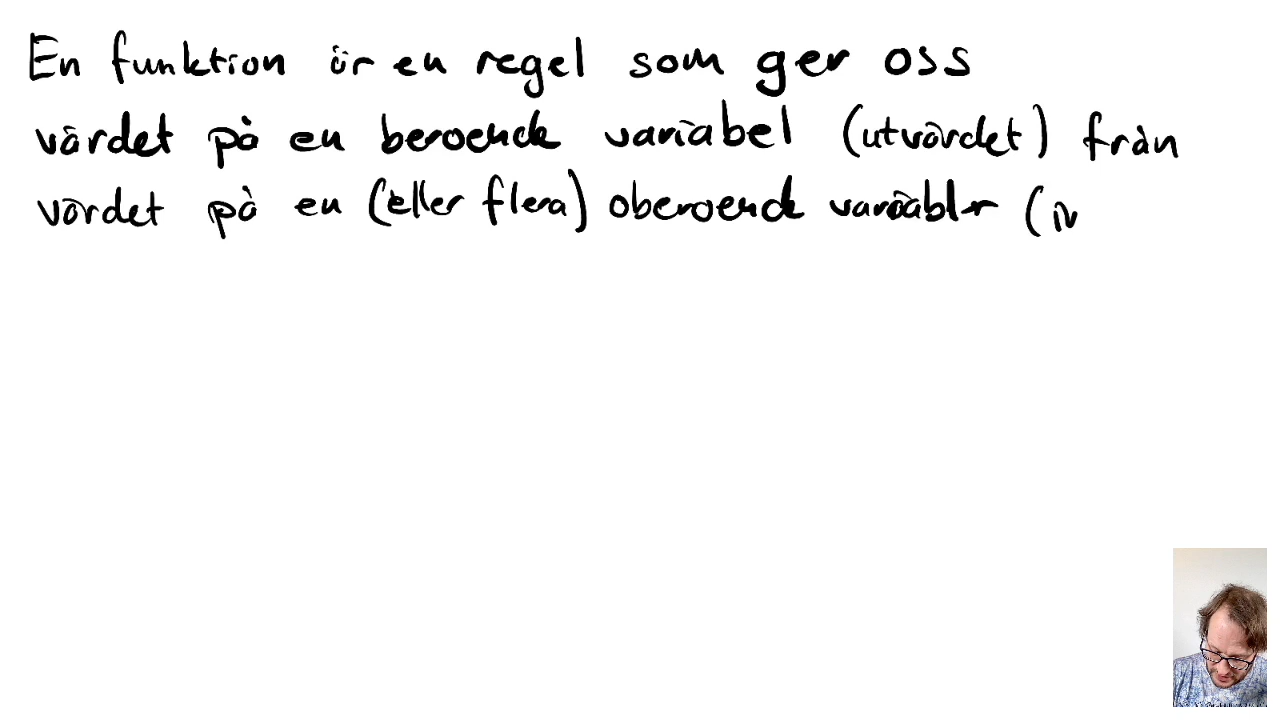 En funktion är en regel som ger oss
värdet på en beroende variabel (utvärdet) från
värdet på en (eller flera) oberoende variabler (in